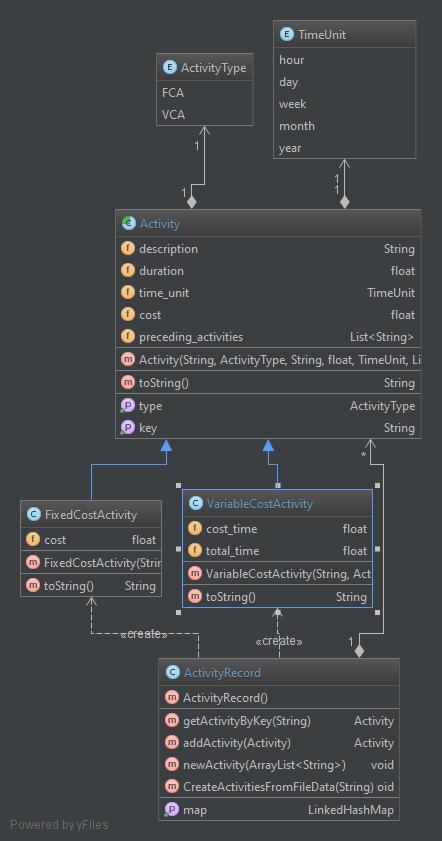 E TimeUnit
hour
day
week
month
year
E ActivityType
FCA
VCA
1
1
1
1
C Activity
f description String
f duration float
f time_unit TimeUnit
f cost float
f preceding_activities List<String>
m Activity(String, ActivityType, String, float, TimeUnit, Li
m toString() String
P type ActivityType
P key String
*
C FixedCostActivity
f cost float
m FixedCostActivity(Strin
m toString() String
C VariableCostActivity
f cost_time float
f total_time float
m VariableCostActivity(String, Act
m toString() String
«create»
«create»
1
C ActivityRecord
m ActivityRecord()
m getActivityByKey(String) Activity
m addActivity(Activity) Activity
m newActivity(ArrayList<String>) void
m CreateActivitiesFromFileData(String) oid
P map LinkedHashMap
Powered by yFiles